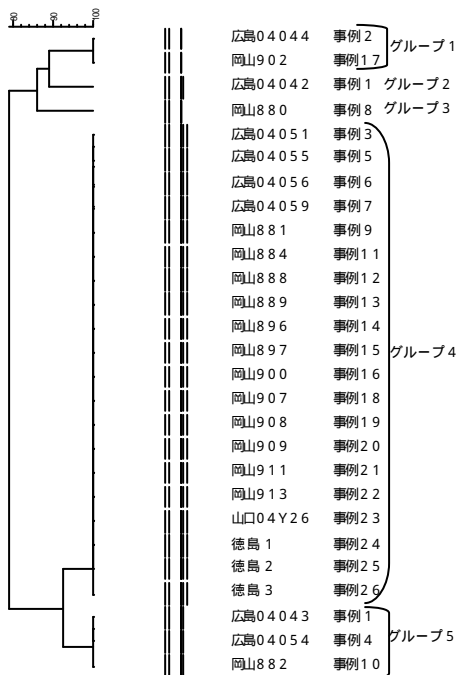 80 90 100
広島04044 事例2
グループ1
岡山902 事例17
広島04042 事例1 グループ2
岡山880 事例8 グループ3
広島04051 事例3
広島04055 事例5
広島04056 事例6
広島04059 事例7
岡山881 事例9
岡山884 事例11
岡山888 事例12
岡山889 事例13
岡山896 事例14
岡山897 事例15 グループ4
岡山900 事例16
岡山907 事例18
岡山908 事例19
岡山909 事例20
岡山911 事例21
岡山913 事例22
山口04Y26 事例23
徳島1 事例24
徳島2 事例25
徳島3 事例26
広島04043 事例1
広島04054 事例4 グループ5
岡山882 事例10